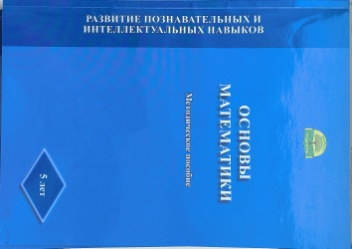 РАЗВИТИЕ ПОЗНАВАТЕЛЬНЫХ И
ИНТЕЛЛЕКТУАЛЬНЫХ НАВЫКОВ
ОСНОВЫ
МАТЕМАТИКИ
Методическое пособие
5 лет